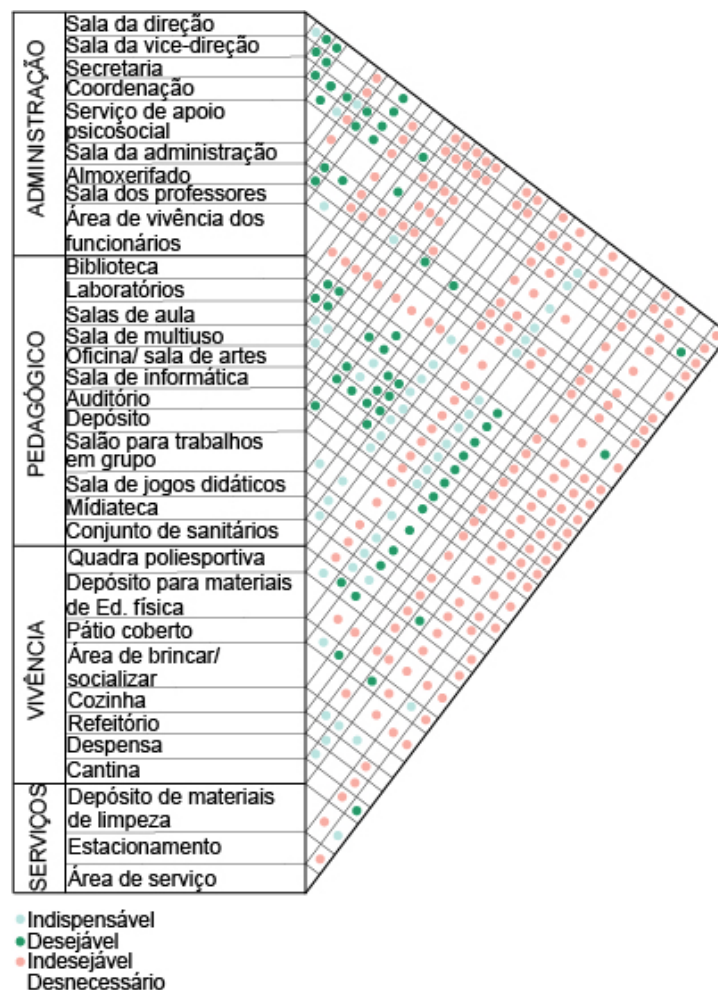 ADMINISTRAÇÃO
Sala da direção
Sala da vice-direção
Secretaria
Coordenação
Serviço de apoio
psicosocial
Sala da administração
Almoxerifado
Sala dos professores
Área de vivência dos
funcionários
PEDAGÓGICO
Biblioteca
Laboratórios
Salas de aula
Sala de multiuso
Oficina/ sala de artes
Sala de informática
Auditório
Depósito
Salão para trabalhos
em grupo
Sala de jogos didáticos
Mídiateca
Conjunto de sanitários
VIVÊNCIA
Quadra poliesportiva
Depósito para materiais
de Ed. física
Pátio coberto
Área de brincar/
socializar
Cozinha
Refeitório
Despensa
Cantina
SERVIÇOS
Depósito de materiais
de limpeza
Estacionamento
Área de serviço
Indispensável
Desejável
Indesejável
Desnecessário